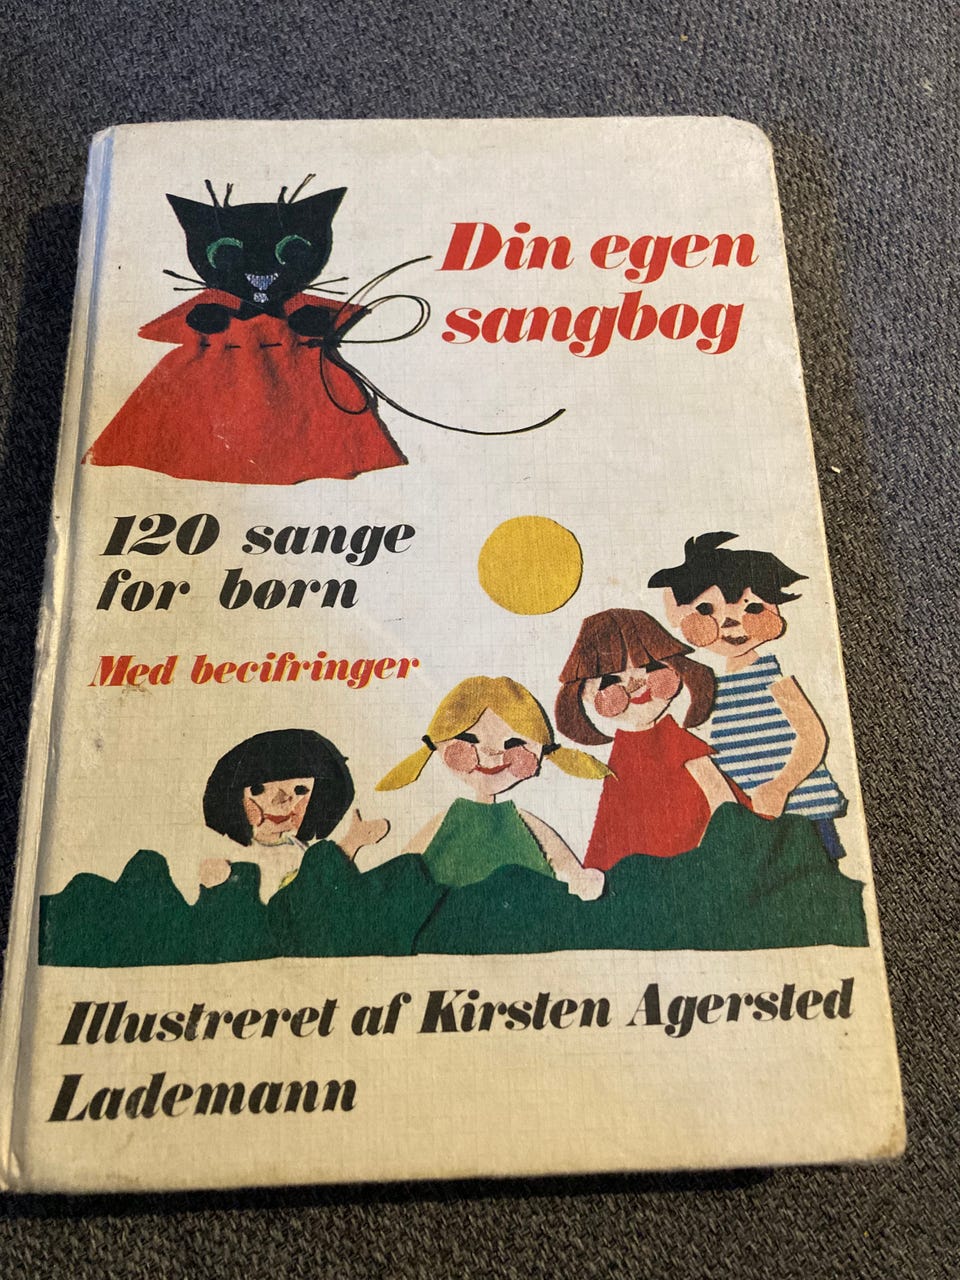 Din egen
sangbog
120 sange
for børn
Med becifringer
Illustreret af Kirsten Agersted
Lademann